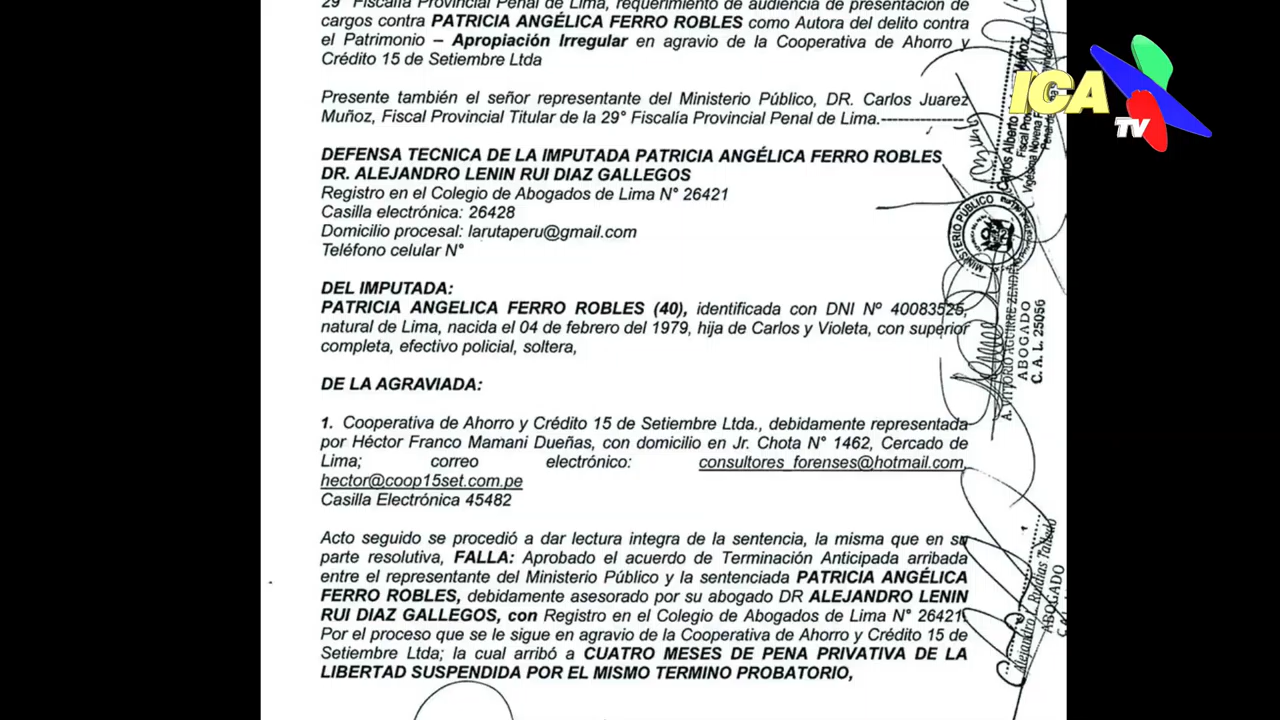 29° Fiscalía Provincial Penal de Lima, requerimiento de audiencia de presentación de
cargos contra PATRICIA ANGÉLICA FERRO ROBLES como Autora del delito contra
el Patrimonio – Apropiación Irregular en agravio de la Cooperativa de Ahorro y
Crédito 15 de Setiembre Ltda
Presente también el señor representante del Ministerio Público, DR. Carlos Juarez
Muñoz, Fiscal Provincial Titular de la 29° Fiscalía Provincial Penal de Lima.-------------
DEFENSA TECNICA DE LA IMPUTADA PATRICIA ANGÉLICA FERRO ROBLES
DR. ALEJANDRO LENIN RUI DIAZ GALLEGOS
Registro en el Colegio de Abogados de Lima N° 26421
Casilla electrónica: 26428
Domicilio procesal: larutaperu@gmail.com
Teléfono celular N°
DEL IMPUTADA:
PATRICIA ANGELICA FERRO ROBLES (40), identificada con DNI Nº 40083525,
natural de Lima, nacida el 04 de febrero del 1979, hija de Carlos y Violeta, con superior
completa, efectivo policial, soltera,
DE LA AGRAVIADA:
1. Cooperativa de Ahorro y Crédito 15 de Setiembre Ltda., debidamente representada
por Héctor Franco Mamani Dueñas, con domicilio en Jr. Chota N° 1462, Cercado de
Lima; correo electrónico: consultores_forenses@hotmail.com,
hector@coop15set.com.pe
Casilla Electrónica 45482
Acto seguido se procedió a dar lectura integra de la sentencia, la misma que en su
parte resolutiva, FALLA: Aprobado el acuerdo de Terminación Anticipada arribada
entre el representante del Ministerio Público y la sentenciada PATRICIA ANGÉLICA
FERRO ROBLES, debidamente asesorado por su abogado DR ALEJANDRO LENIN
RUI DIAZ GALLEGOS, con Registro en el Colegio de Abogados de Lima N° 26421.
Por el proceso que se le sigue en agravio de la Cooperativa de Ahorro y Crédito 15 de
Setiembre Ltda; la cual arribó a CUATRO MESES DE PENA PRIVATIVA DE LA
LIBERTAD SUSPENDIDA POR EL MISMO TERMINO PROBATORIO,
ICA
TV
Carlos Alberto Muñoz
MINISTERIO PÚBLICO
A. VITTORIO AGUIRRE
ABOGADO
C. A. L. 25056
ABOGADO